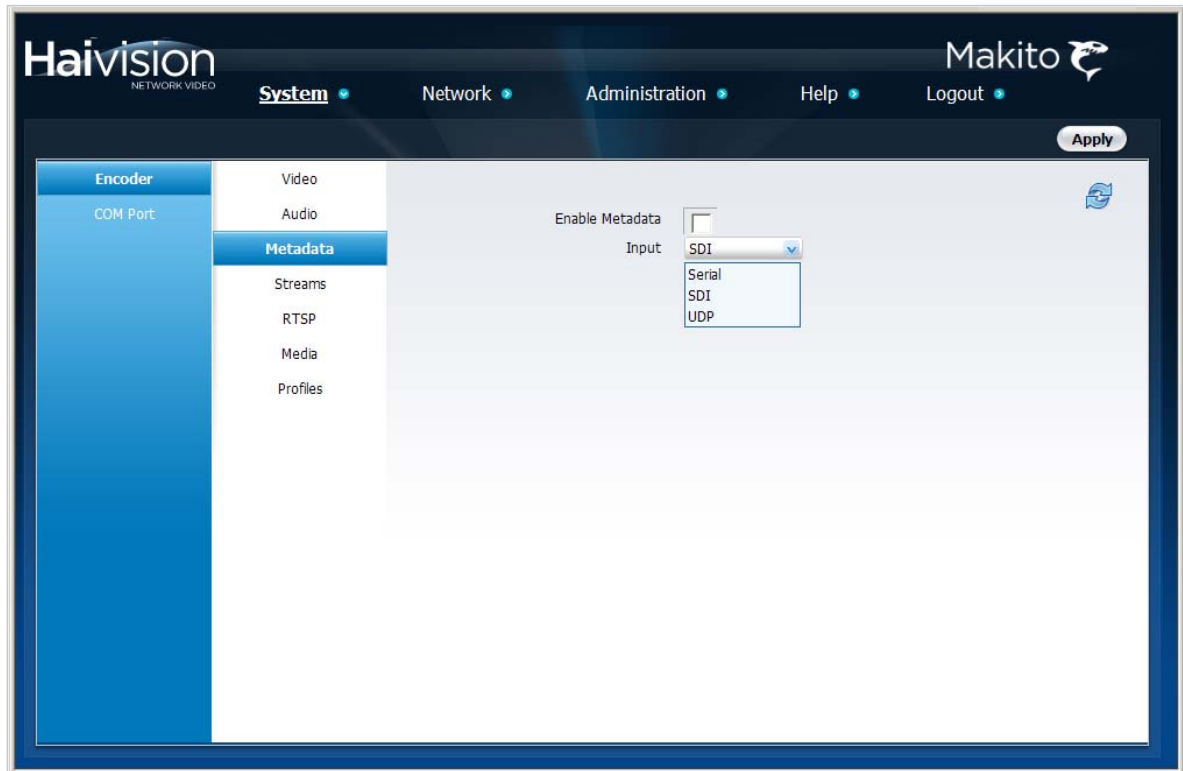 Haivision
NETWORK VIDEO
Makito
System
Network
Administration
Help
Logout
Apply
Encoder
COM Port
Video
Audio
Metadata
Streams
RTSP
Media
Profiles
Enable Metadata
Input SDI
Serial
SDI
UDP